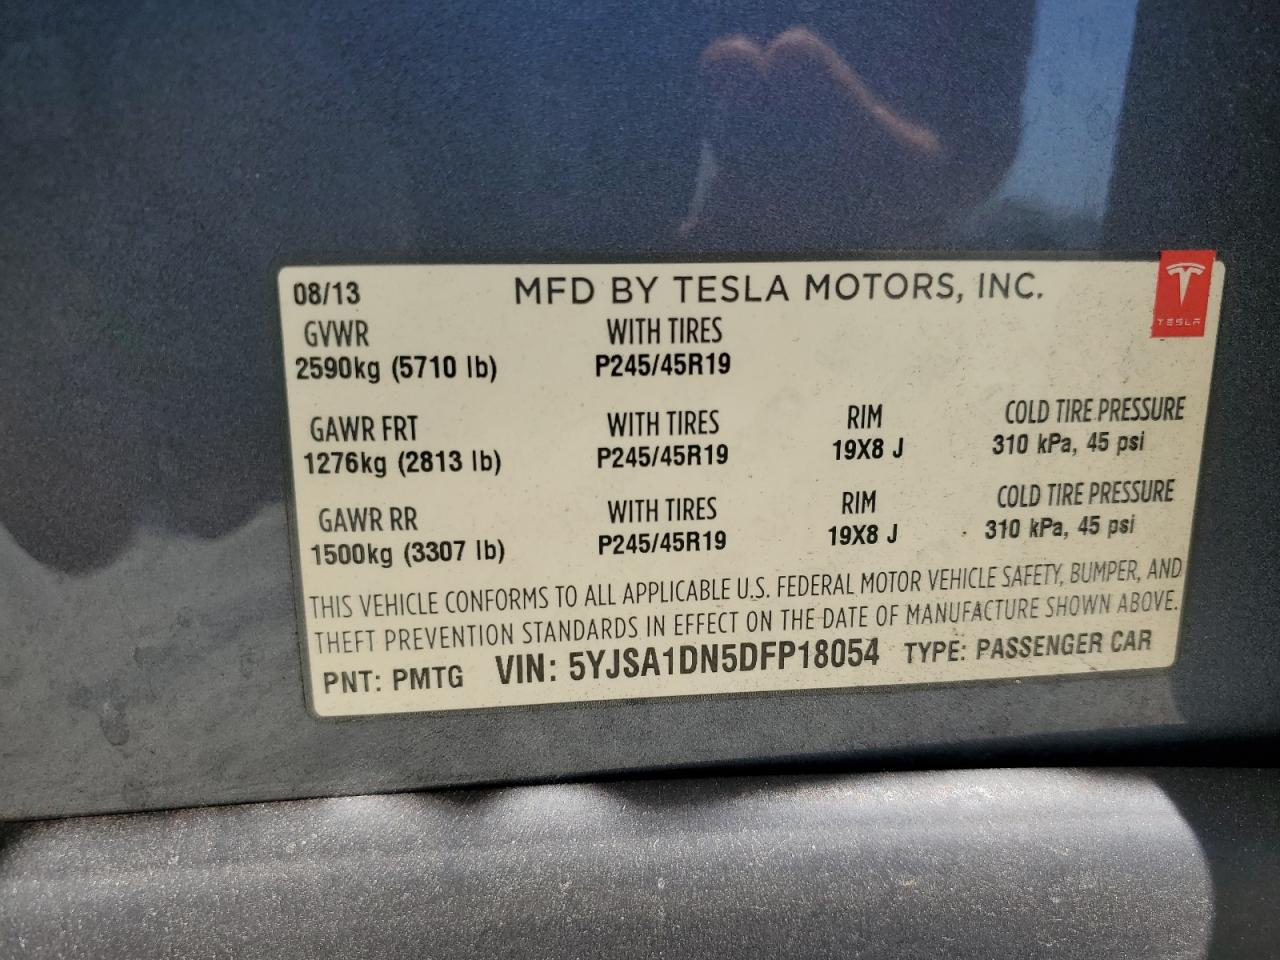 08/13 MFD BY TESLA MOTORS, INC.
TESLA
GVWR WITH TIRES
2590kg (5710 lb) P245/45R19
GAWR FRT WITH TIRES RIM COLD TIRE PRESSURE
1276kg (2813 lb) P245/45R19 19X8 J 310 kPa, 45 psi
GAWR RR WITH TIRES RIM COLD TIRE PRESSURE
1500kg (3307 lb) P245/45R19 19X8 J 310 kPa, 45 psi
THIS VEHICLE CONFORMS TO ALL APPLICABLE U.S. FEDERAL MOTOR VEHICLE SAFETY, BUMPER, AND
THEFT PREVENTION STANDARDS IN EFFECT ON THE DATE OF MANUFACTURE SHOWN ABOVE.
PNT: PMTG VIN: 5YJSA1DN5DFP18054 TYPE: PASSENGER CAR